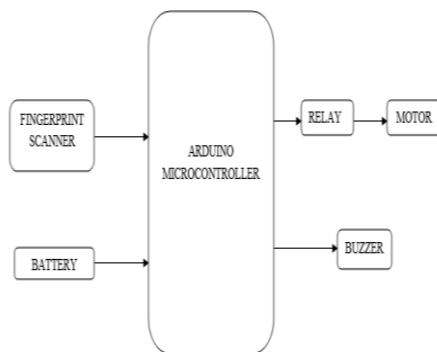 FINGERPRINT
SCANNER
BATTERY
ARDUINO
MICROCONTROLLER
RELAY
MOTOR
BUZZER